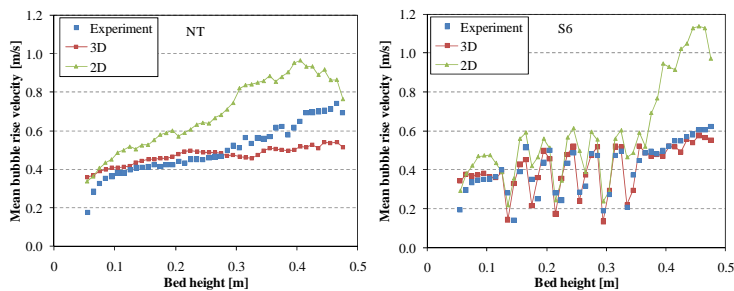 NT
Experiment
3D
2D
Mean bubble rise velocity [m/s]
1.2
1.0
0.8
0.6
0.4
0.2
0.0
0 0.1 0.2 0.3 0.4 0.5
Bed height [m]
S6
Experiment
3D
2D
Mean bubble rise velocity [m/s]
1.2
1.0
0.8
0.6
0.4
0.2
0.0
0 0.1 0.2 0.3 0.4 0.5
Bed height [m]